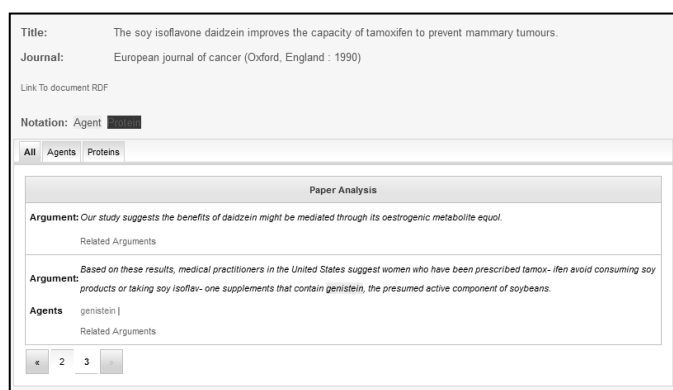 Title: The soy isoflavone daidzein improves the capacity of tamoxifen to prevent mammary tumours.
Journal: European journal of cancer (Oxford, England : 1990)
Link To document RDF
Notation: Agent Protein
All Agents Proteins
Paper Analysis
Argument: Our study suggests the benefits of daidzein might be mediated through its oestrogenic metabolite equol.
Related Arguments
Based on these results, medical practitioners in the United States suggest women who have been prescribed tamox- ifen avoid consuming soy
Argument:
products or taking soy isoflav- one supplements that contain genistein, the presumed active component of soybeans.
Agents genistein |
Related Arguments
« 2 3 »